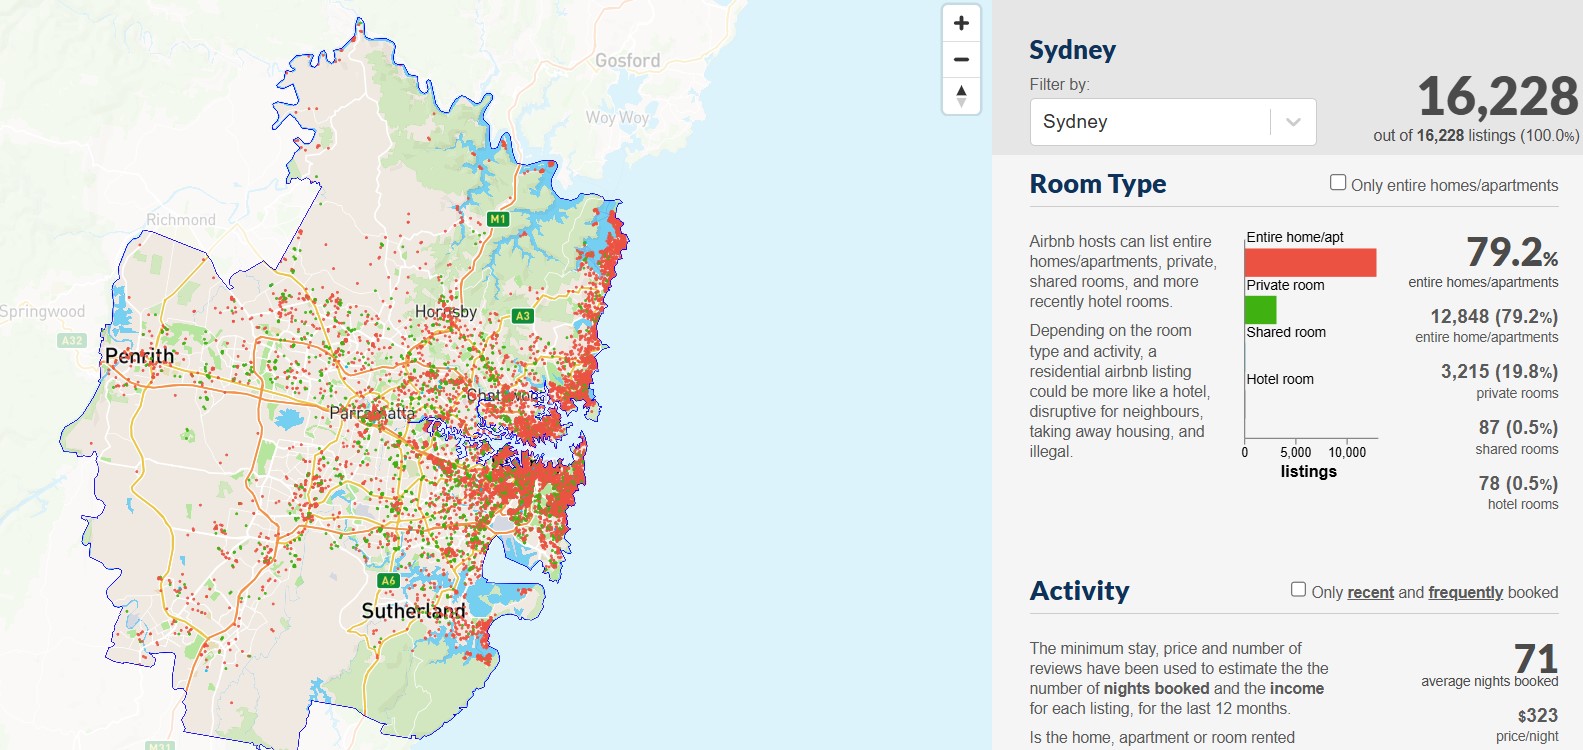 Gosford
Woy Woy
M1
Richmond
Springwood
Hornsby
A3
A32
Penrith
Chatswood
Parramatta
A6
Sutherland
M31
Sydney
Filter by:
Sydney
16,228
out of 16,228 listings (100.0%)
Room Type
Only entire homes/apartments
Airbnb hosts can list entire
homes/apartments, private,
shared rooms, and more
recently hotel rooms.
Depending on the room
type and activity, a
residential airbnb listing
could be more like a hotel,
disruptive for neighbours,
taking away housing, and
illegal.
Entire home/apt
Private room
Shared room
Hotel room
0 5,000 10,000
listings
79.2%
entire homes/apartments
12,848 (79.2%)
entire home/apartments
3,215 (19.8%)
private rooms
87 (0.5%)
shared rooms
78 (0.5%)
hotel rooms
Activity
Only recent and frequently booked
The minimum stay, price and number of
reviews have been used to estimate the the
number of nights booked and the income
for each listing, for the last 12 months.
Is the home, apartment or room rented
71
average nights booked
$323
price/night